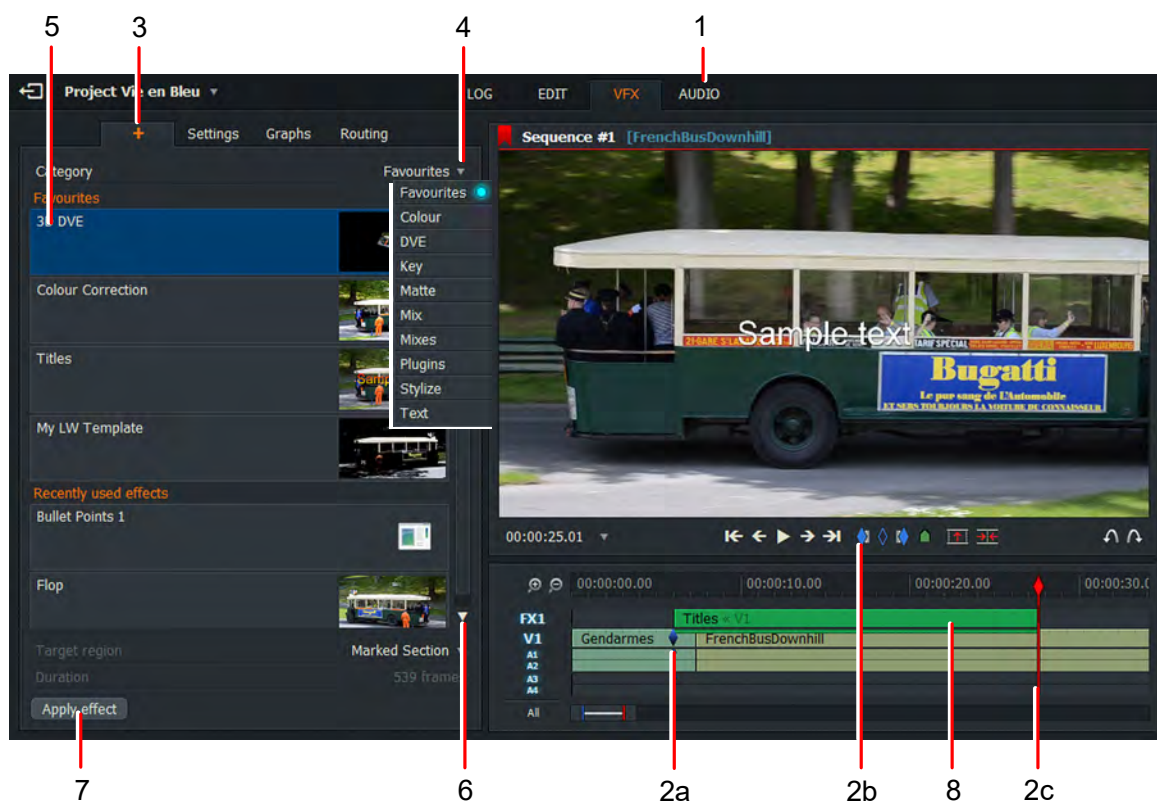 5 3 4 1
Project Vie en Bleu
LOG EDIT VFX AUDIO
+ Settings Graphs Routing
Sequence #1 [FrenchBusDownhill]
Category Favourites
Favourites
Colour
DVE
Key
Matte
Mix
Mixes
Plugins
Stylize
Text
Favourites
3D DVE
Colour Correction
Titles
My LW Template
Recently used effects
Bullet Points 1
Flop
Target region Marked Section
Duration 539 frame
Apply effect
Sample text
TARIF SPÉCIAL
LUXEMBOURG
Bugatti
Le pur sang de L'Automobile
ET SERS TOUJOURS LA VOITURE DU CONNAISSEUR
00:00:25.01
00:00:00.00 00:00:10.00 00:00:20.00 00:00:30.0
FX1 Titles « V1
V1 Gendarmes FrenchBusDownhill
A1
A2
A3
A4
All
7 6 2a 2b 8 2c